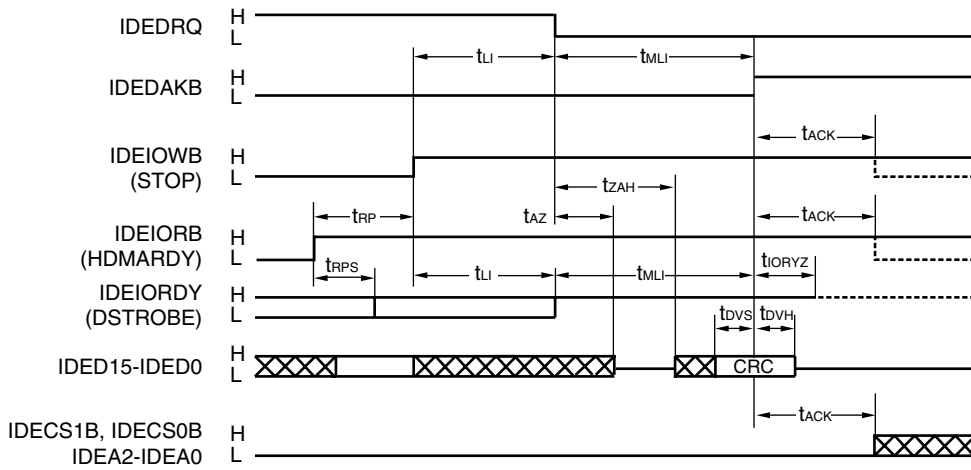 IDEDRQ
H
L
tLI
tMLI
IDEDAKB
H
L
tACK
IDEIOWB
(STOP)
H
L
tZAH
tRP
tAZ
tACK
IDEIORB
(HDMARDY)
H
L
tRPS
tLI
tMLI
tIORYZ
IDEIORDY
(DSTROBE)
H
L
tDVS
tDVH
IDED15-IDED0
H
L
CRC
tACK
IDECS1B, IDECS0B
IDEA2-IDEA0
H
L